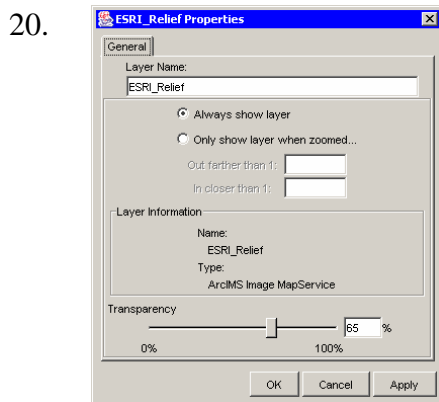 20.
ESRI_Relief Properties
General
Layer Name:
ESRI_Relief
Always show layer
Only show layer when zoomed...
Out farther than 1:
In closer than 1:
Layer Information
Name:
ESRI_Relief
Type:
ArcIMS Image MapService
Transparency
65 %
0% 100%
OK Cancel Apply